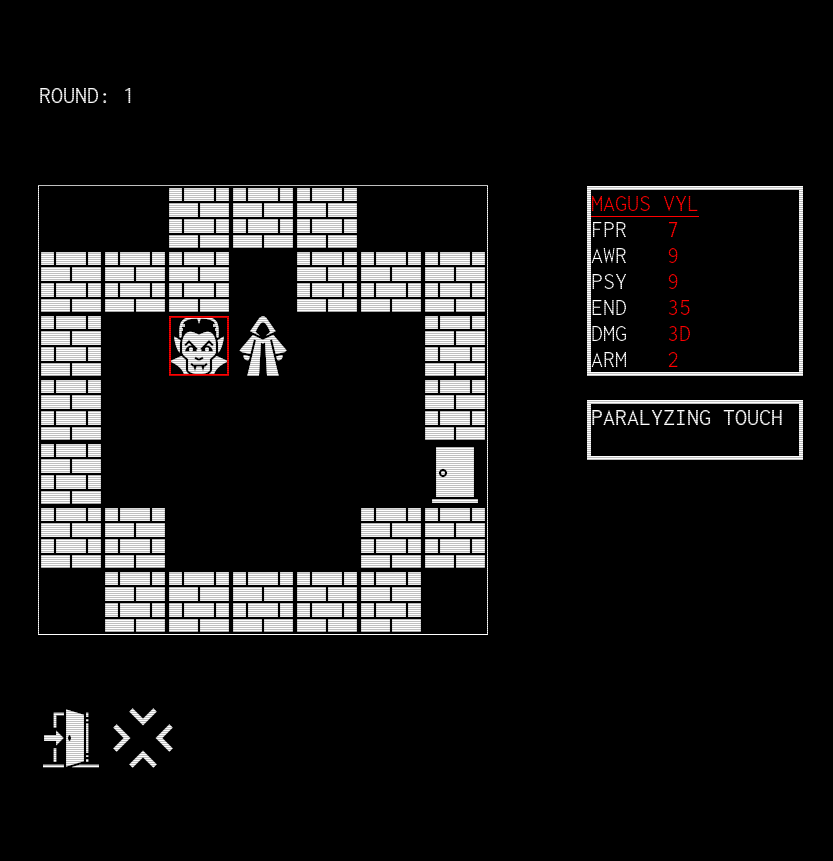 ROUND: 1
MAGUS VYL
FPR 7
AWR 9
PSY 9
END 35
DMG 3D
ARM 2
PARALYZING TOUCH